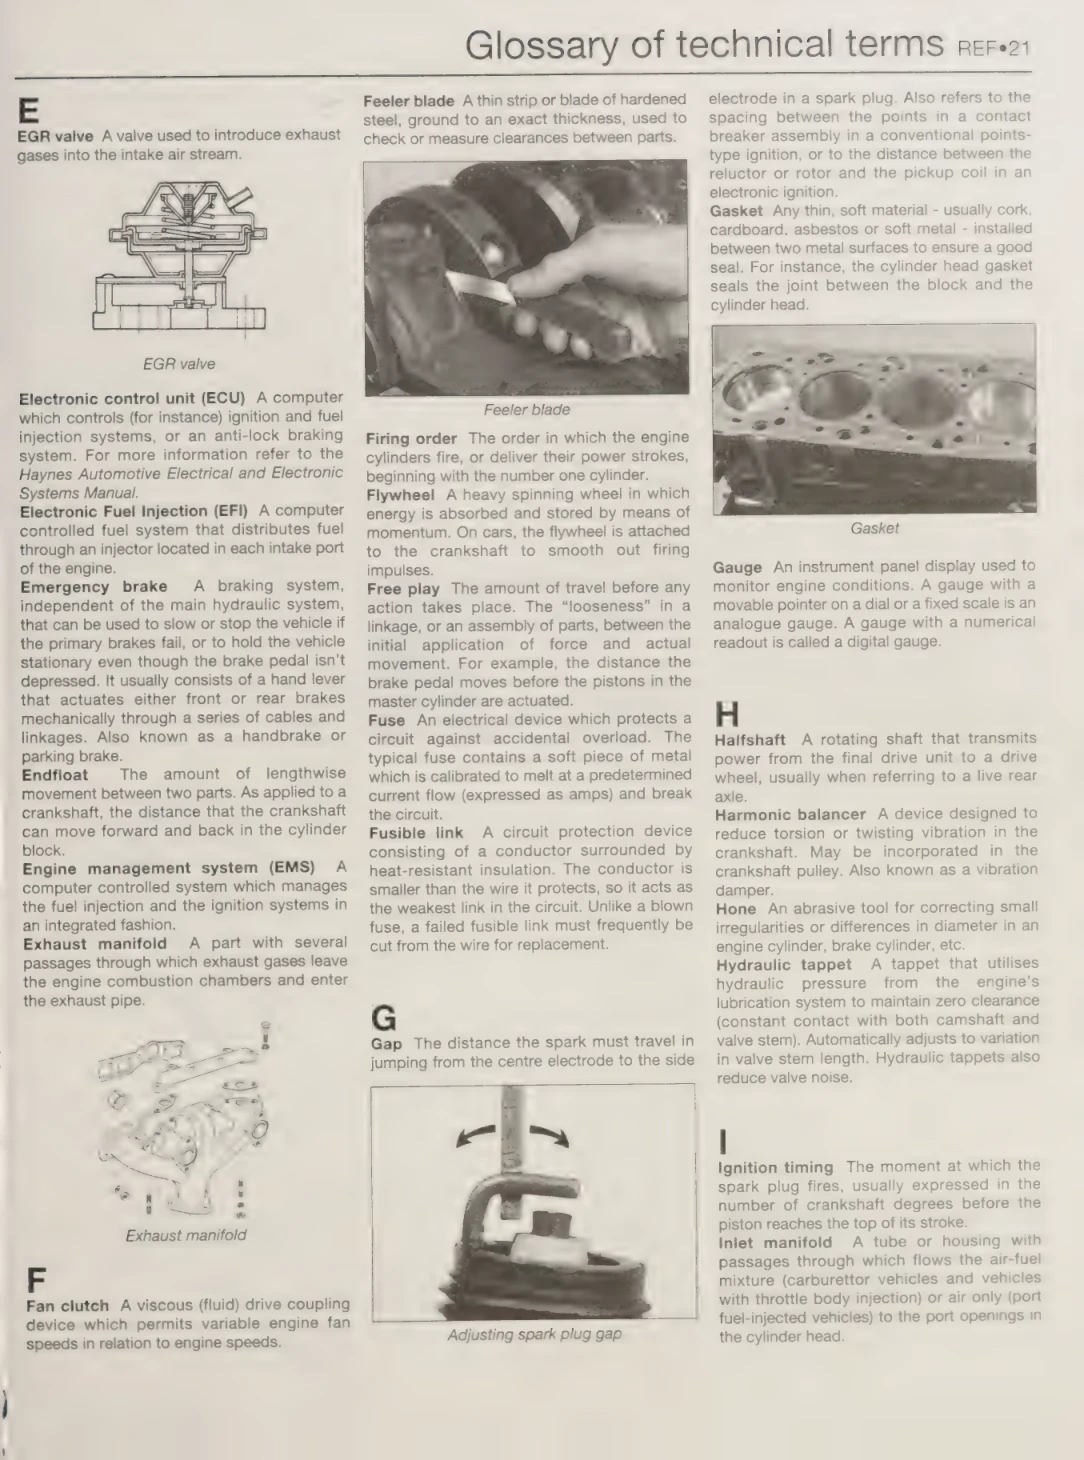 Glossary of technical terms REF•21
E
EGR valve A valve used to introduce exhaust
gases into the intake air stream.
EGR valve
Electronic control unit (ECU) A computer
which controls (for instance) ignition and fuel
injection systems, or an anti-lock braking
system. For more information refer to the
Haynes Automotive Electrical and Electronic
Systems Manual.
Electronic Fuel Injection (EFI) A computer
controlled fuel system that distributes fuel
through an injector located in each intake port
of the engine.
Emergency brake A braking system,
independent of the main hydraulic system,
that can be used to slow or stop the vehicle if
the primary brakes fail, or to hold the vehicle
stationary even though the brake pedal isn't
depressed. It usually consists of a hand lever
that actuates either front or rear brakes
mechanically through a series of cables and
linkages. Also known as a handbrake or
parking brake.
Endfloat The amount of lengthwise
movement between two parts. As applied to a
crankshaft, the distance that the crankshaft
can move forward and back in the cylinder
block.
Engine management system (EMS) A
computer controlled system which manages
the fuel injection and the ignition systems in
an integrated fashion.
Exhaust manifold A part with several
passages through which exhaust gases leave
the engine combustion chambers and enter
the exhaust pipe.
Exhaust manifold
F
Fan clutch A viscous (fluid) drive coupling
device which permits variable engine fan
speeds in relation to engine speeds.
Feeler blade A thin strip or blade of hardened
steel, ground to an exact thickness, used to
check or measure clearances between parts.
Feeler blade
Firing order The order in which the engine
cylinders fire, or deliver their power strokes,
beginning with the number one cylinder.
Flywheel A heavy spinning wheel in which
energy is absorbed and stored by means of
momentum. On cars, the flywheel is attached
to the crankshaft to smooth out firing
impulses.
Free play The amount of travel before any
action takes place. The “looseness” in a
linkage, or an assembly of parts, between the
initial application of force and actual
movement. For example, the distance the
brake pedal moves before the pistons in the
master cylinder are actuated.
Fuse An electrical device which protects a
circuit against accidental overload. The
typical fuse contains a soft piece of metal
which is calibrated to melt at a predetermined
current flow (expressed as amps) and break
the circuit.
Fusible link A circuit protection device
consisting of a conductor surrounded by
heat-resistant insulation. The conductor is
smaller than the wire it protects, so it acts as
the weakest link in the circuit. Unlike a blown
fuse, a failed fusible link must frequently be
cut from the wire for replacement.
G
Gap The distance the spark must travel in
jumping from the centre electrode to the side
Adjusting spark plug gap
electrode in a spark plug. Also refers to the
spacing between the points in a contact
breaker assembly in a conventional points-
type ignition, or to the distance between the
reluctor or rotor and the pickup coil in an
electronic ignition.
Gasket Any thin, soft material - usually cork,
cardboard, asbestos or soft metal - installed
between two metal surfaces to ensure a good
seal. For instance, the cylinder head gasket
seals the joint between the block and the
cylinder head.
Gasket
Gauge An instrument panel display used to
monitor engine conditions. A gauge with a
movable pointer on a dial or a fixed scale is an
analogue gauge. A gauge with a numerical
readout is called a digital gauge.
H
Halfshaft A rotating shaft that transmits
power from the final drive unit to a drive
wheel, usually when referring to a live rear
axle.
Harmonic balancer A device designed to
reduce torsion or twisting vibration in the
crankshaft. May be incorporated in the
crankshaft pulley. Also known as a vibration
damper.
Hone An abrasive tool for correcting small
irregularities or differences in diameter in an
engine cylinder, brake cylinder, etc.
Hydraulic tappet A tappet that utilises
hydraulic pressure from the engine's
lubrication system to maintain zero clearance
(constant contact with both camshaft and
valve stem). Automatically adjusts to variation
in valve stem length. Hydraulic tappets also
reduce valve noise.
I
Ignition timing The moment at which the
spark plug fires, usually expressed in the
number of crankshaft degrees before the
piston reaches the top of its stroke.
Inlet manifold A tube or housing with
passages through which flows the air-fuel
mixture (carburettor vehicles and vehicles
with throttle body injection) or air only (port
fuel-injected vehicles) to the port openings in
the cylinder head.